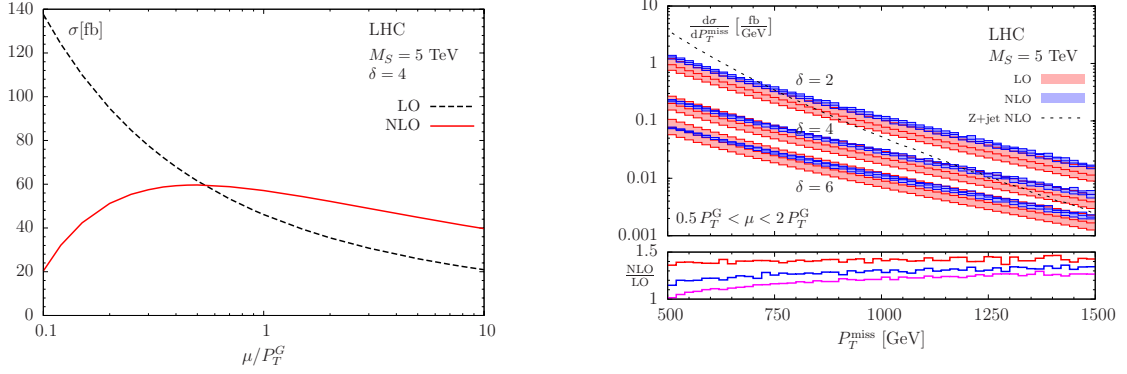 140
120
100
80
60
40
20
0
σ[fb]
LHC
M_S = 5 TeV
δ = 4
LO
NLO
0.1
1
10
μ/P_T^G
dσ/dP_T^miss [fb/GeV]
LHC
M_S = 5 TeV
LO
NLO
Z+jet NLO
1
0.1
0.01
0.001
δ = 2
δ = 4
δ = 6
0.5 P_T^G < μ < 2 P_T^G
1.5
NLO/LO
1
500
750
1000
1250
1500
P_T^miss [GeV]